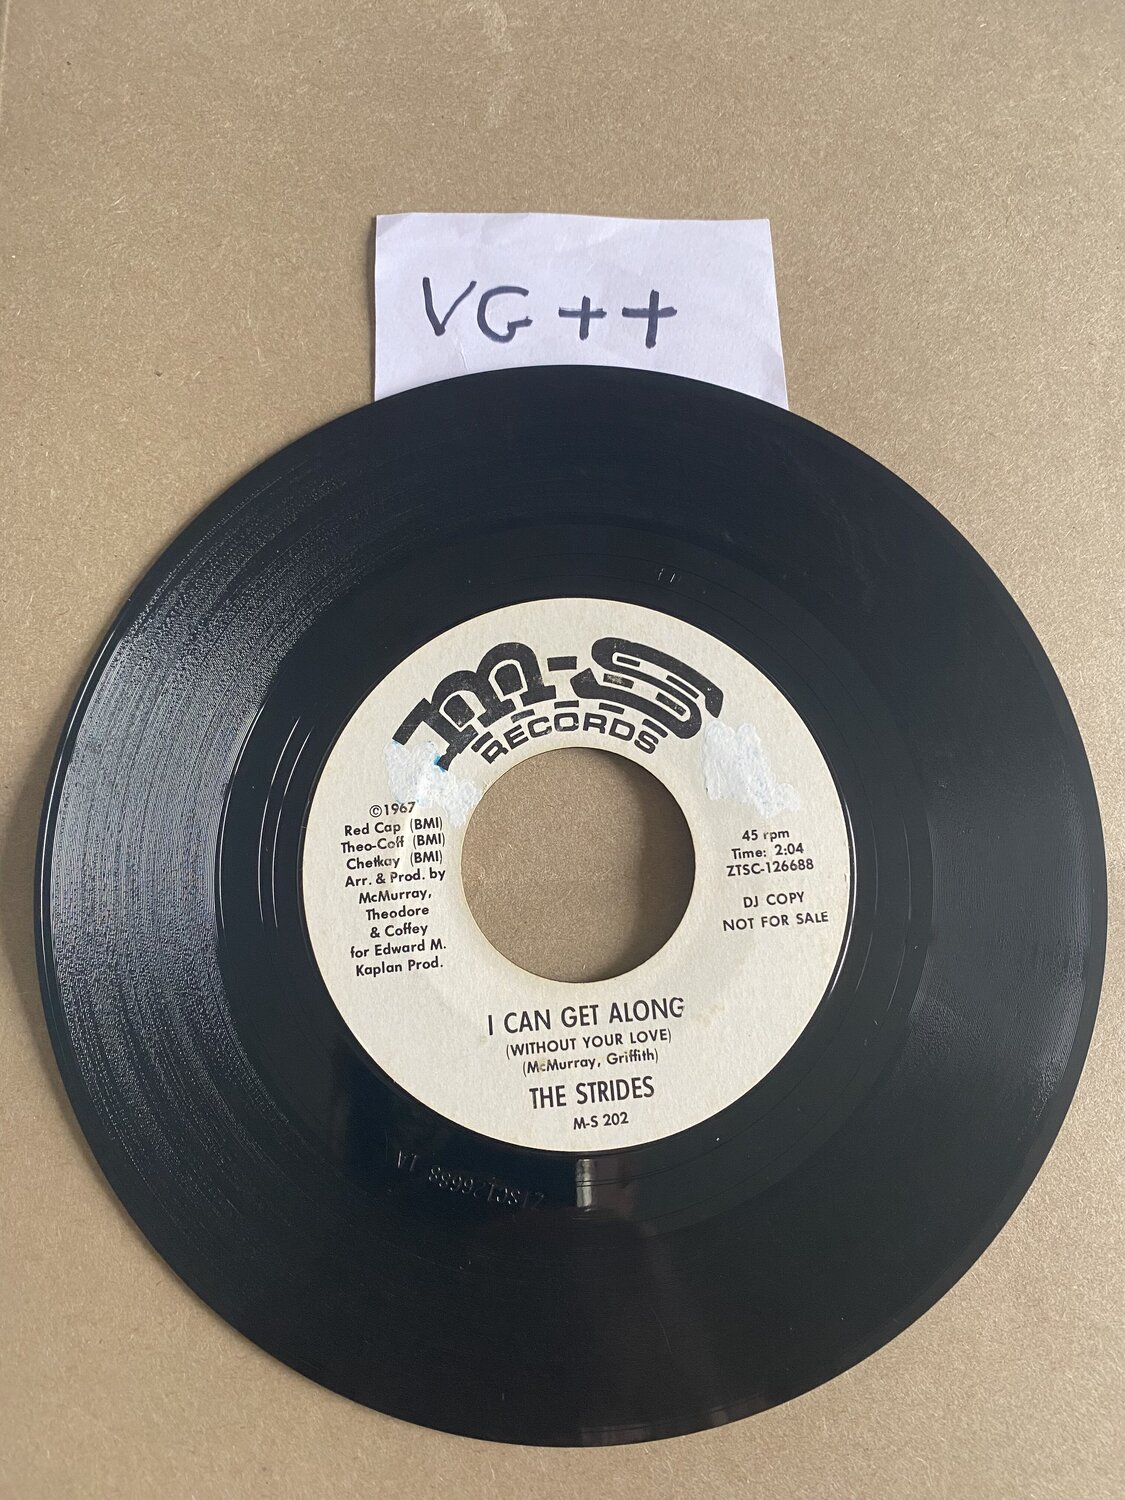 VG++
M-S
RECORDS
©1967
Red Cap (BMI)
Theo-Coff (BMI)
Chetkay (BMI)
Arr. & Prod. by
McMurray,
Theodore
& Coffey
for Edward M.
Kaplan Prod.
45 rpm
Time: 2:04
ZTSC-126688
DJ COPY
NOT FOR SALE
I CAN GET ALONG
(WITHOUT YOUR LOVE)
(McMurray, Griffith)
THE STRIDES
M-S 202
ZTSC126688 1A